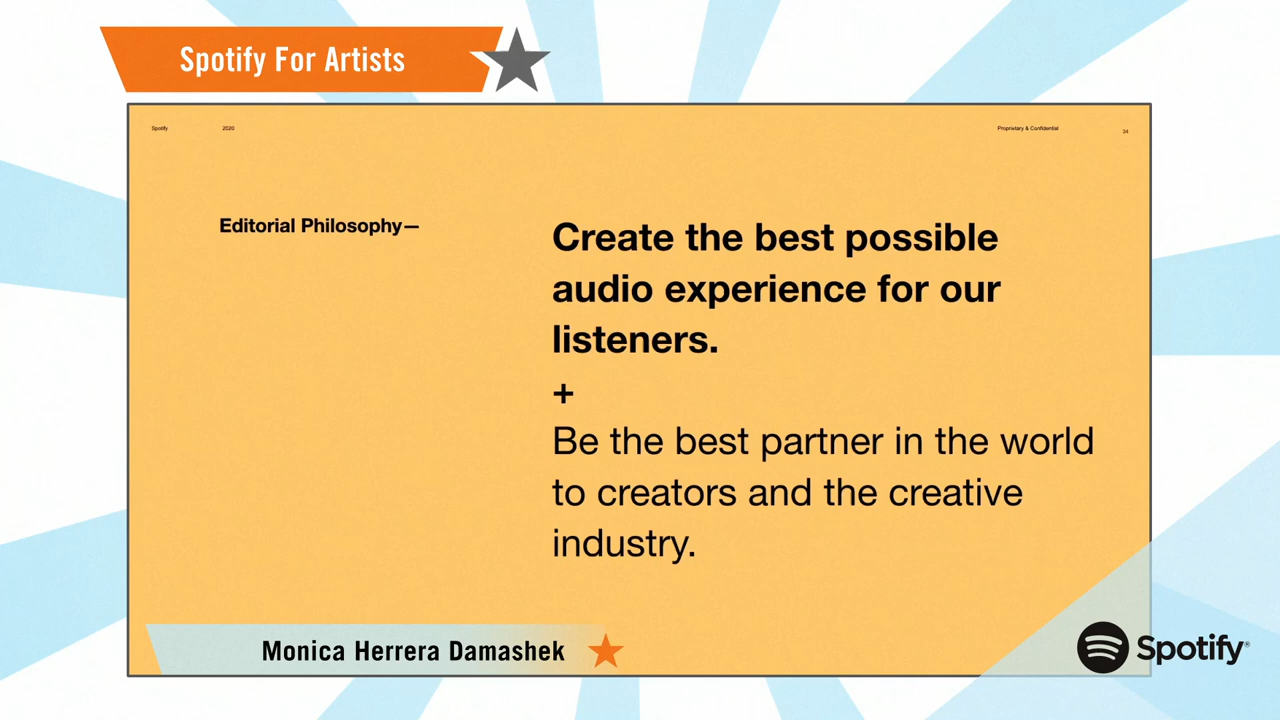 Spotify For Artists
Spotify 2020 Proprietary & Confidential 34
Editorial Philosophy—
Create the best possible
audio experience for our
listeners.
+
Be the best partner in the world
to creators and the creative
industry.
Monica Herrera Damashek
Spotify®